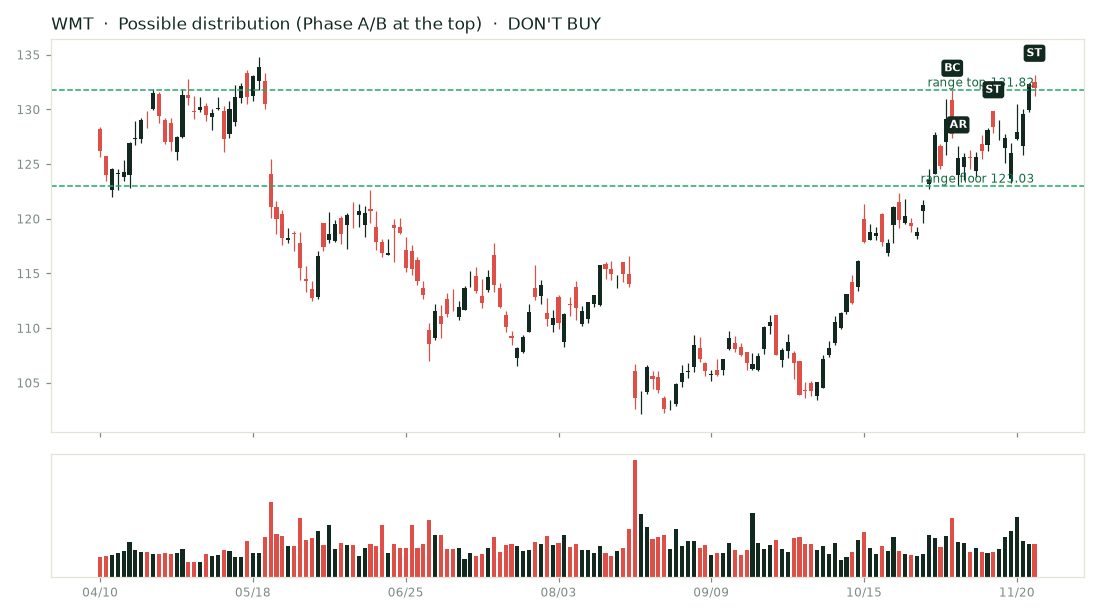 WMT · Possible distribution (Phase A/B at the top) · DON'T BUY
135
130
125
120
115
110
105
ST
BC
range top 131.82
ST
AR
range floor 123.03
04/10
05/18
06/25
08/03
09/09
10/15
11/20